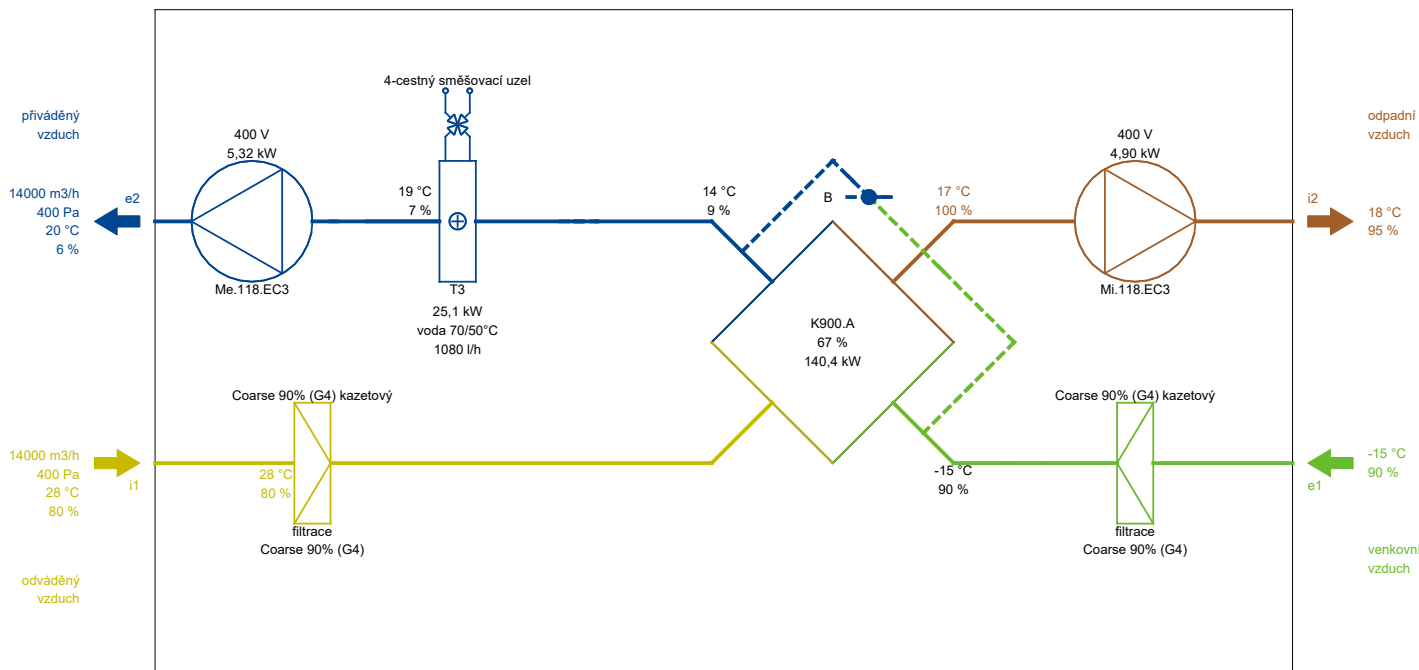 4-cestný směšovací uzel
přiváděný
vzduch
400 V
5,32 kW
14000 m3/h
400 Pa
20 °C
6 %
e2
Me.118.EC3
19 °C
7 %
T3
25,1 kW
voda 70/50°C
1080 l/h
14 °C
9 %
B
17 °C
100 %
400 V
4,90 kW
Mi.118.EC3
odpadní
vzduch
i2
18 °C
95 %
K900.A
67 %
140,4 kW
Coarse 90% (G4) kazetový
14000 m3/h
400 Pa
28 °C
80 %
i1
28 °C
80 %
filtrace
Coarse 90% (G4)
odváděný
vzduch
-15 °C
90 %
Coarse 90% (G4) kazetový
filtrace
Coarse 90% (G4)
-15 °C
90 %
e1
venkovní
vzduch